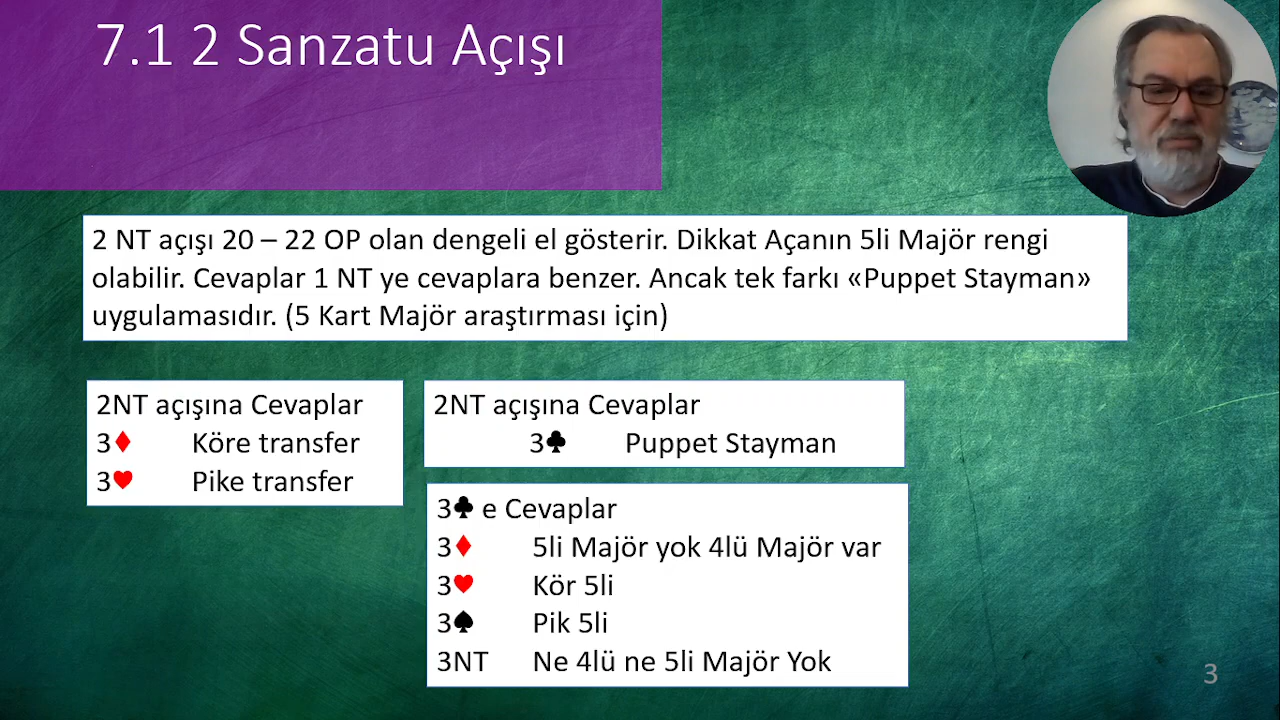 7.1 2 Sanzatu Açışı
2 NT açışı 20 – 22 OP olan dengeli el gösterir. Dikkat Açanın 5li Majör rengi
olabilir. Cevaplar 1 NT ye cevaplara benzer. Ancak tek farkı «Puppet Stayman»
uygulamasıdır. (5 Kart Majör araştırması için)
2NT açışına Cevaplar
3♦ Köre transfer
3♥ Pike transfer
2NT açışına Cevaplar
3♣ Puppet Stayman
3♣ e Cevaplar
3♦ 5li Majör yok 4lü Majör var
3♥ Kör 5li
3♠ Pik 5li
3NT Ne 4lü ne 5li Majör Yok
3